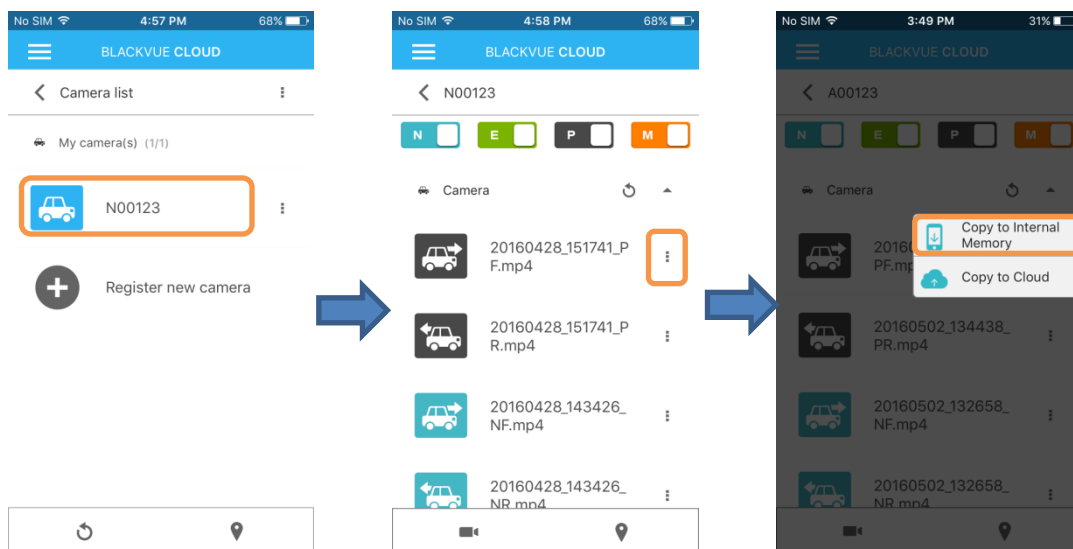 No SIM 4:57 PM 68%
BLACKVUE CLOUD
Camera list
My camera(s) (1/1)
N00123
Register new camera
No SIM 4:58 PM 68%
BLACKVUE CLOUD
N00123
N E P M
Camera
20160428_151741_P
F.mp4
20160428_151741_P
R.mp4
20160428_143426_
NF.mp4
20160428_143426_
NR.mp4
No SIM 3:49 PM 31%
BLACKVUE CLOUD
A00123
N E P M
Camera
Copy to Internal
Memory
Copy to Cloud
2016
PF.mp
20160502_134438_
PR.mp4
20160502_132658_
NF.mp4
20160502_132658_
NR.mp4